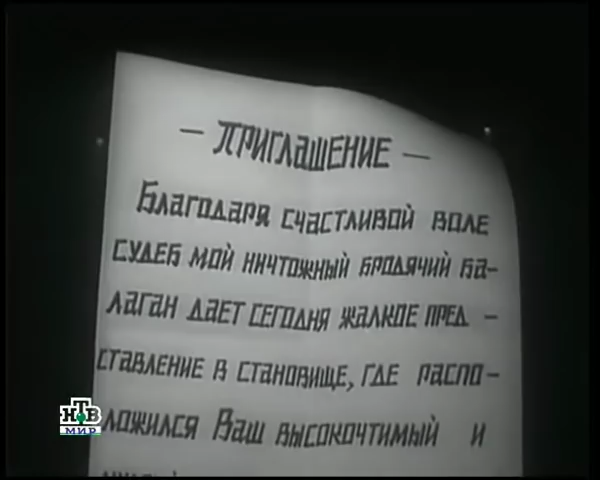 — ПРИГЛАШЕНИЕ —
Благодаря счастливой воле
судеб мой ничтожный бродячий ба-
лаган дает сегодня жалкое пред -
ставление в становище, где распо-
ложился Ваш высокочтимый и
НТВ
МИР